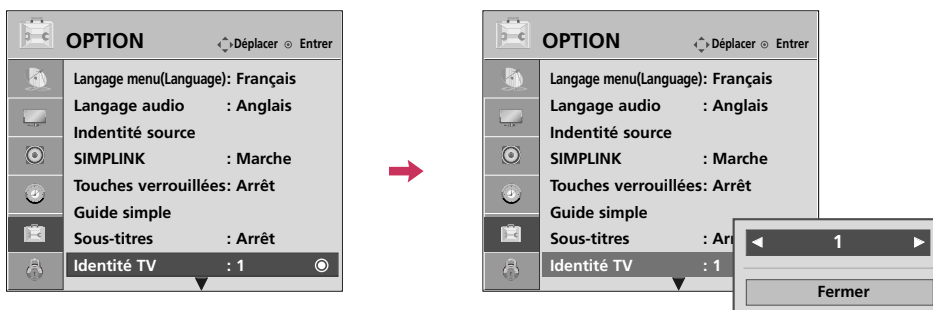 OPTION Déplacer Entrer
Langage menu(Language): Français
Langage audio : Anglais
Indentité source
SIMPLINK : Marche
Touches verrouillées: Arrêt
Guide simple
Sous-titres : Arrêt
Identité TV : 1
OPTION Déplacer Entrer
Langage menu(Language): Français
Langage audio : Anglais
Indentité source
SIMPLINK : Marche
Touches verrouillées: Arrêt
Guide simple
Sous-titres : Arr
Identité TV : 1
1
Fermer